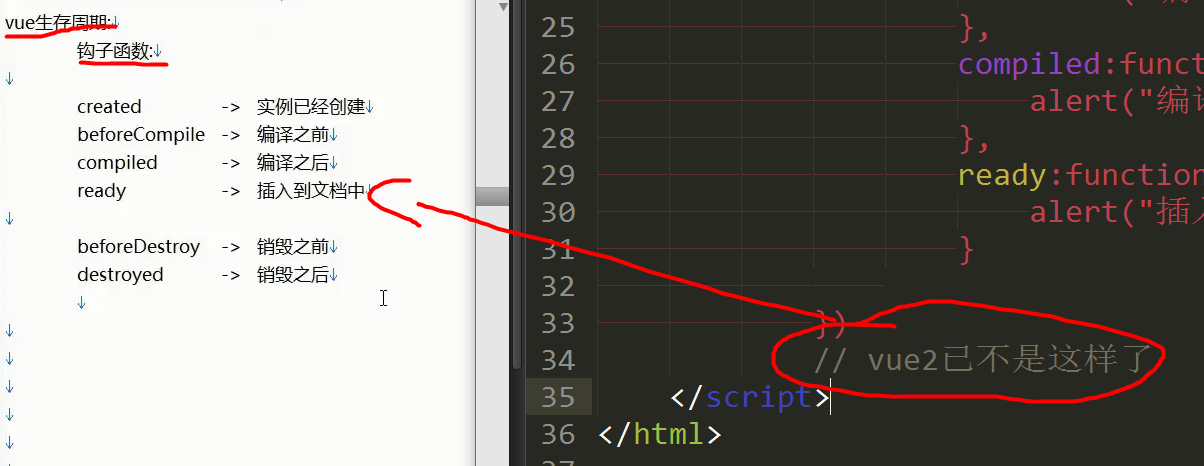 vue生存周期:↓
钩子函数:↓
↓
created -> 实例已经创建↓
beforeCompile -> 编译之前↓
compiled -> 编译之后↓
ready -> 插入到文档中↓
↓
beforeDestroy -> 销毁之前↓
destroyed -> 销毁之后↓
↓
↓
↓
↓
↓
↓
25 },
26 compiled:funct
27 alert("编译
28 },
29 ready:function
30 alert("插入
31 }
32
33 })
34 // vue2已不是这样了
35 </script>
36 </html>